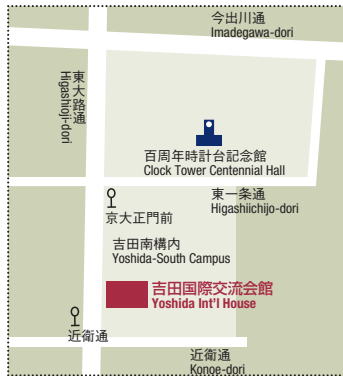 今出川通
Imadegawa-dori
東大路通
Higashioji-dori
百周年時計台記念館
Clock Tower Centennial Hall
東一条通
Higashiichijo-dori
京大正門前
吉田南構内
Yoshida-South Campus
吉田国際交流会館
Yoshida Int'l House
近衛通
近衛通
Konoe-dori